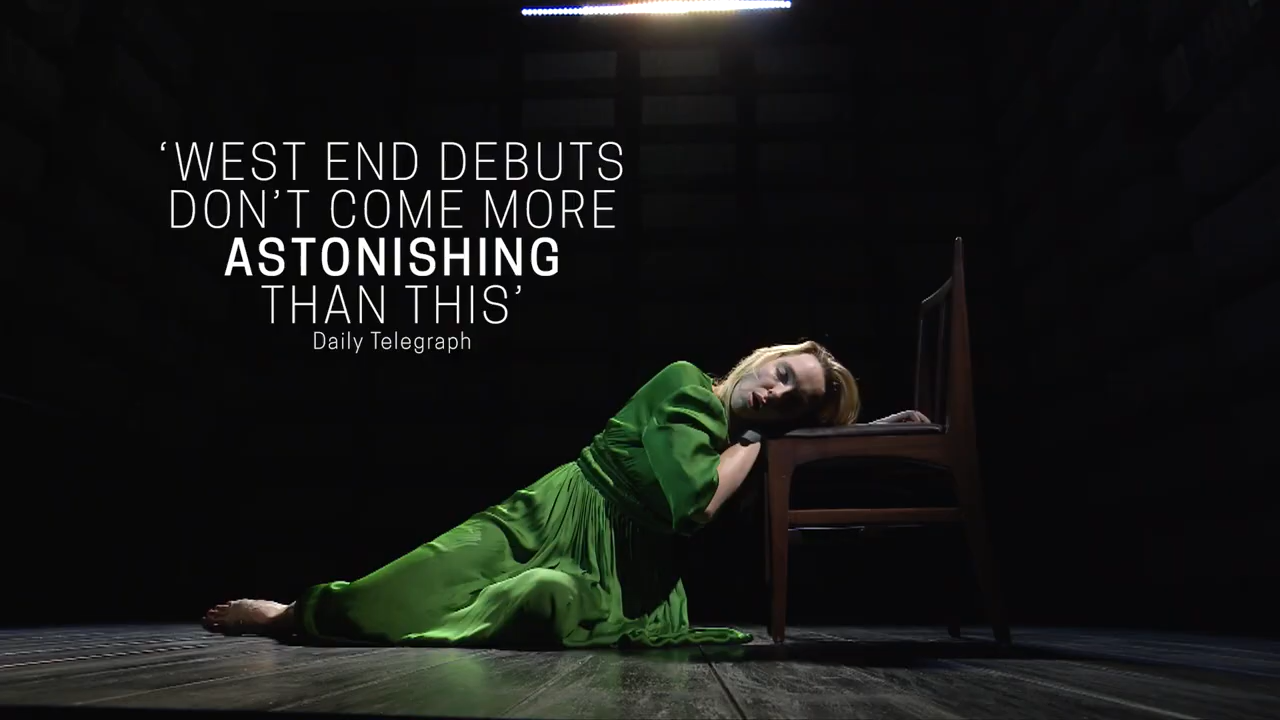 ‘WEST END DEBUTS
DON’T COME MORE
ASTONISHING
THAN THIS’
Daily Telegraph